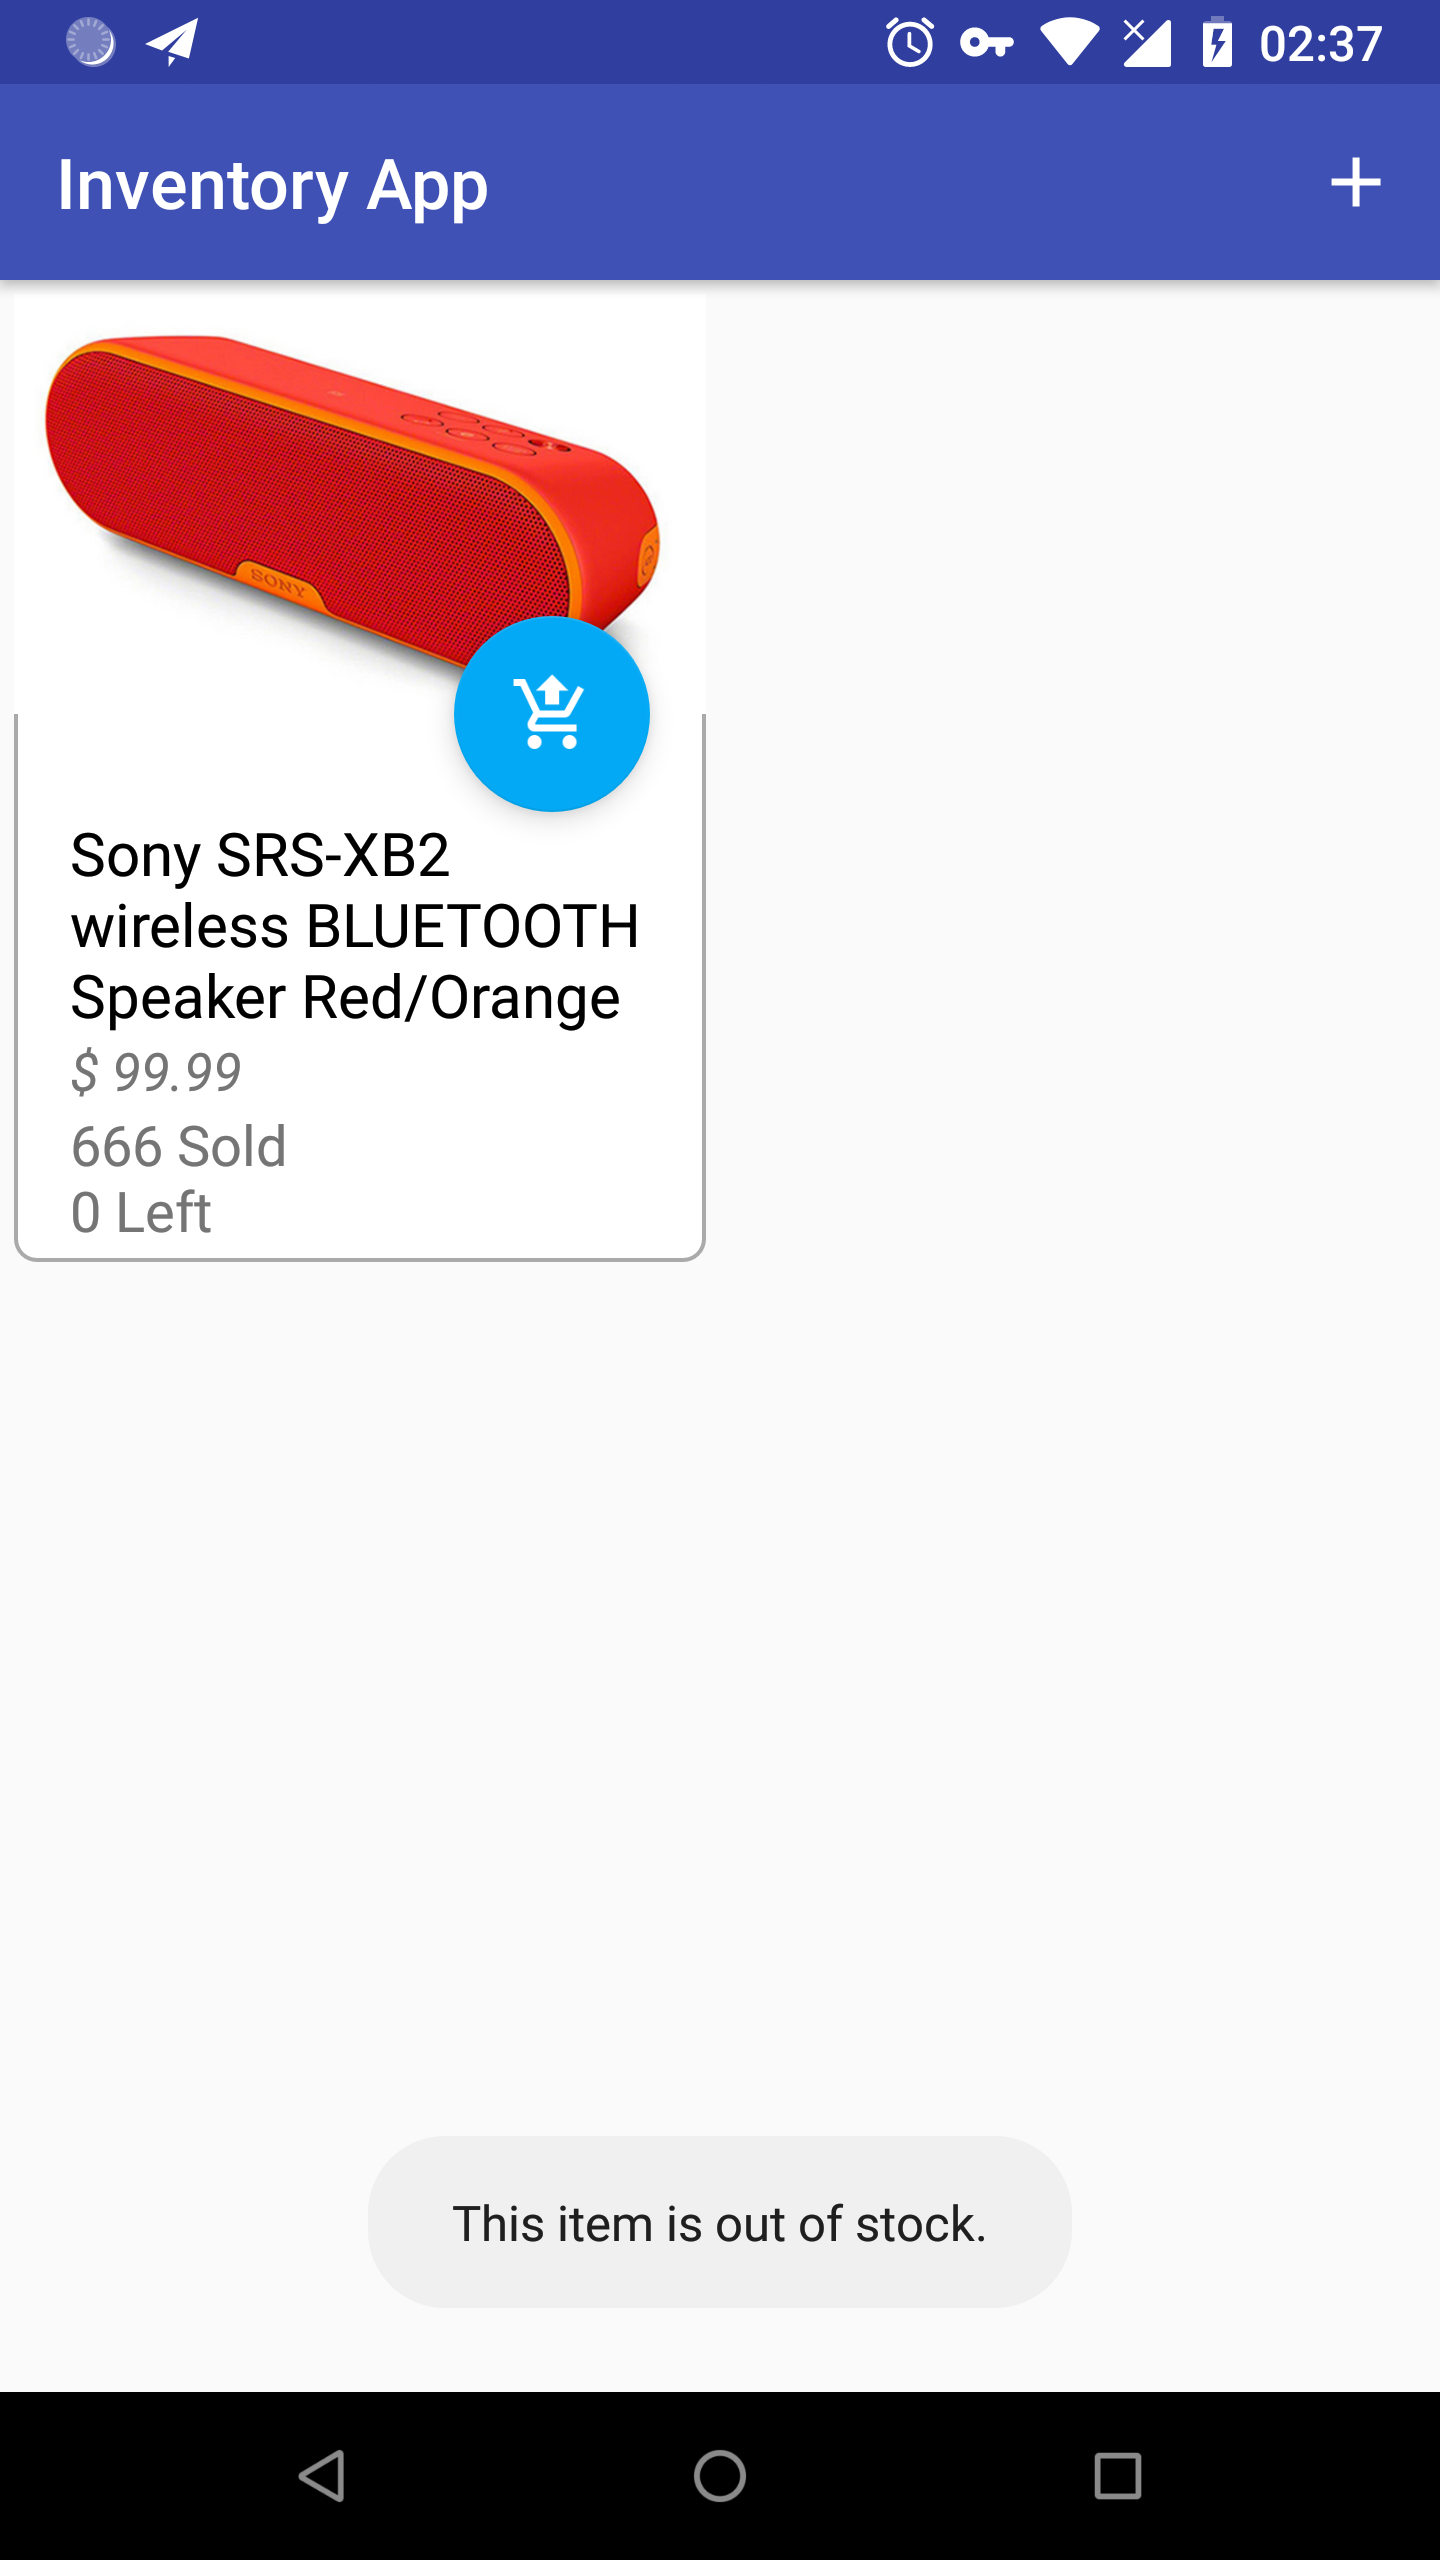 02:37
Inventory App
SONY
Sony SRS-XB2
wireless BLUETOOTH
Speaker Red/Orange
$ 99.99
666 Sold
0 Left
This item is out of stock.